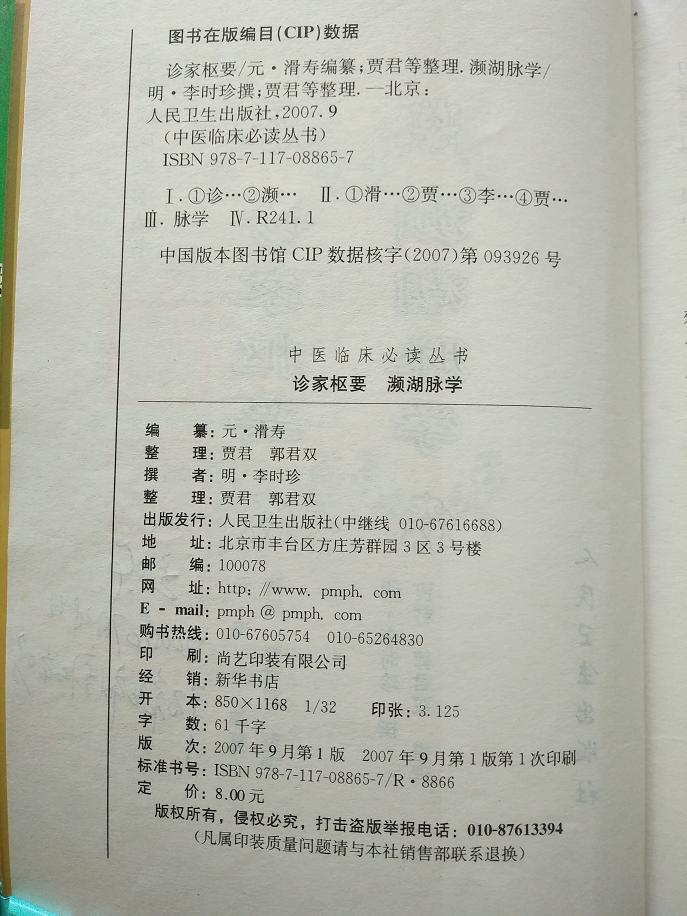 图书在版编目(CIP)数据
诊家枢要/元·滑寿编纂;贾君等整理.濒湖脉学/
明·李时珍撰;贾君等整理.—北京:
人民卫生出版社,2007.9
(中医临床必读丛书)
ISBN 978-7-117-08865-7
Ⅰ.①诊…②濒… Ⅱ.①滑…②贾…③李…④贾…
Ⅲ.脉学 Ⅳ.R241.1
中国版本图书馆CIP数据核字(2007)第093926号
中医临床必读丛书
诊家枢要 濒湖脉学
编 纂:元·滑寿
整 理:贾君 郭君双
撰 者:明·李时珍
整 理:贾君 郭君双
出版发行:人民卫生出版社(中继线 010-67616688)
地 址:北京市丰台区方庄芳群园3区3号楼
邮 编:100078
网 址:http://www.pmph.com
E-mail:pmph@pmph.com
购书热线:010-67605754 010-65264830
印 刷:尚艺印装有限公司
经 销:新华书店
开 本:850×1168 1/32 印张:3.125
字 数:61千字
版 次:2007年9月第1版 2007年9月第1版第1次印刷
标准书号:ISBN 978-7-117-08865-7/R·8866
定 价:8.00元
版权所有,侵权必究,打击盗版举报电话:010-87613394
(凡属印装质量问题请与本社销售部联系退换)